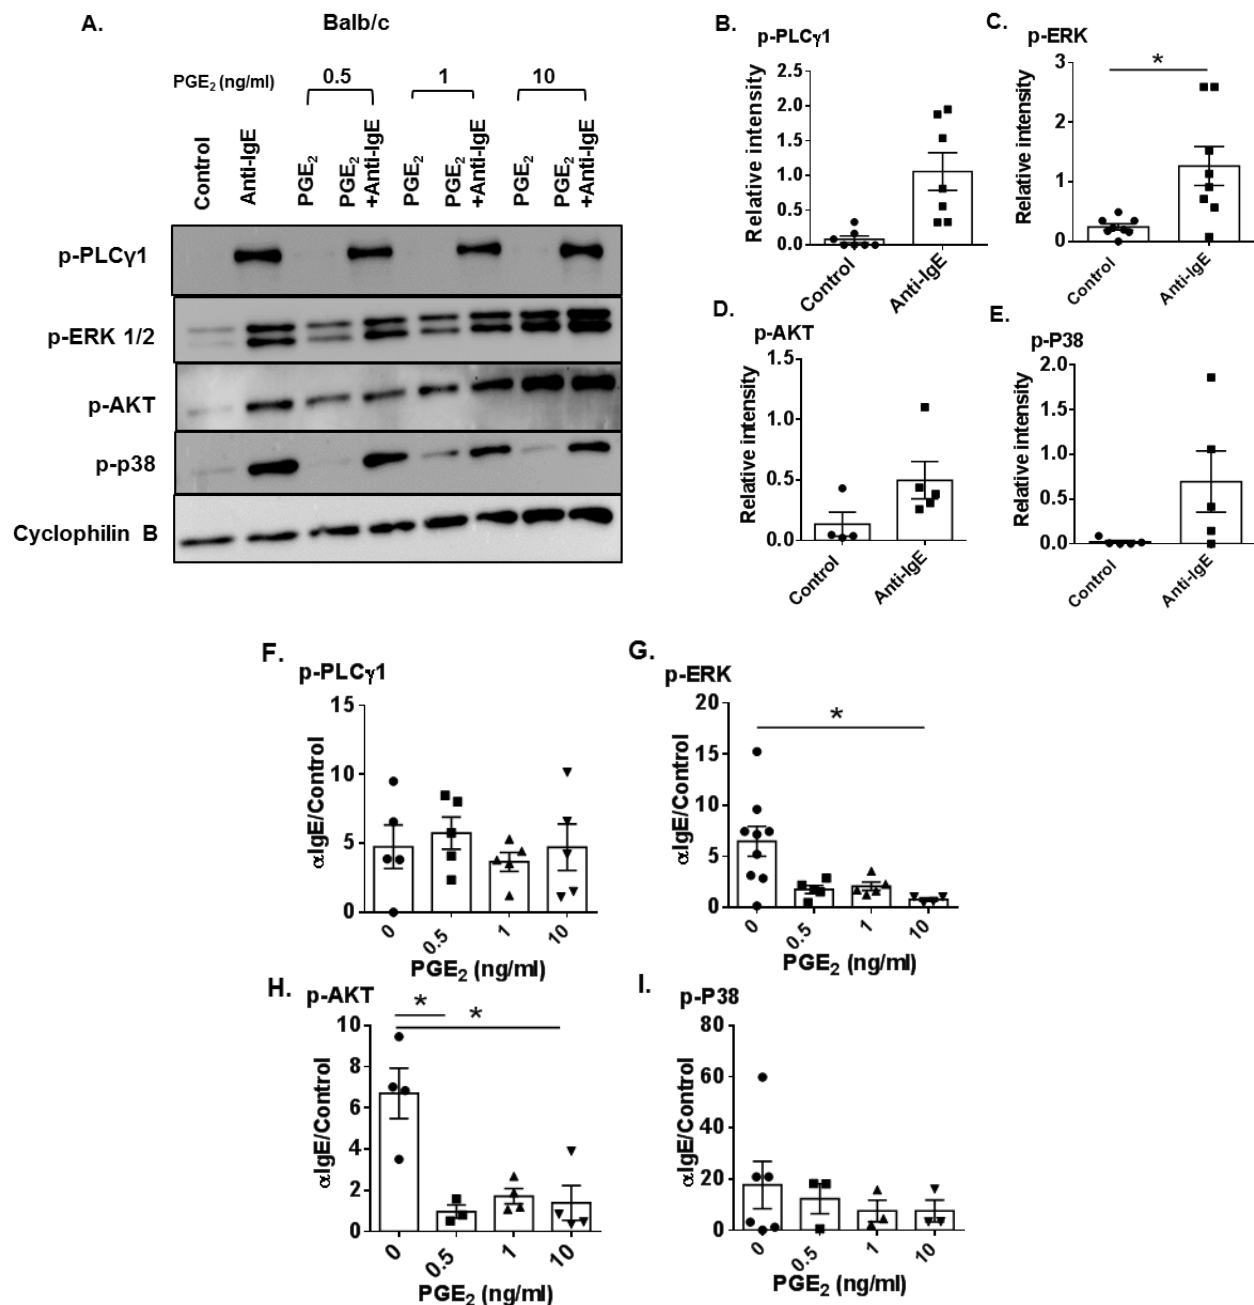 A.
Balb/c
PGE₂ (ng/ml) 0.5 1 10
Control
Anti-IgE
PGE₂
PGE₂
+Anti-IgE
PGE₂
PGE₂
+Anti-IgE
PGE₂
PGE₂
+Anti-IgE
p-PLCγ1
p-ERK 1/2
p-AKT
p-p38
Cyclophilin B
B.
p-PLCγ1
Relative intensity
2.5
2.0
1.5
1.0
0.5
0.0
Control
Anti-IgE
C.
p-ERK
Relative intensity
3
2
1
0
*
Control
Anti-IgE
D.
p-AKT
Relative intensity
1.5
1.0
0.5
0.0
Control
Anti-IgE
E.
p-P38
Relative intensity
2.0
1.5
1.0
0.5
0.0
Control
Anti-IgE
F.
p-PLCγ1
αIgE/Control
15
10
5
0
0 0.5 1 10
PGE₂ (ng/ml)
G.
p-ERK
αIgE/Control
20
15
10
5
0
*
0 0.5 1 10
PGE₂ (ng/ml)
H.
p-AKT
αIgE/Control
10
8
6
4
2
0
*
*
0 0.5 1 10
PGE₂ (ng/ml)
I.
p-P38
αIgE/Control
80
60
40
20
0
0 0.5 1 10
PGE₂ (ng/ml)